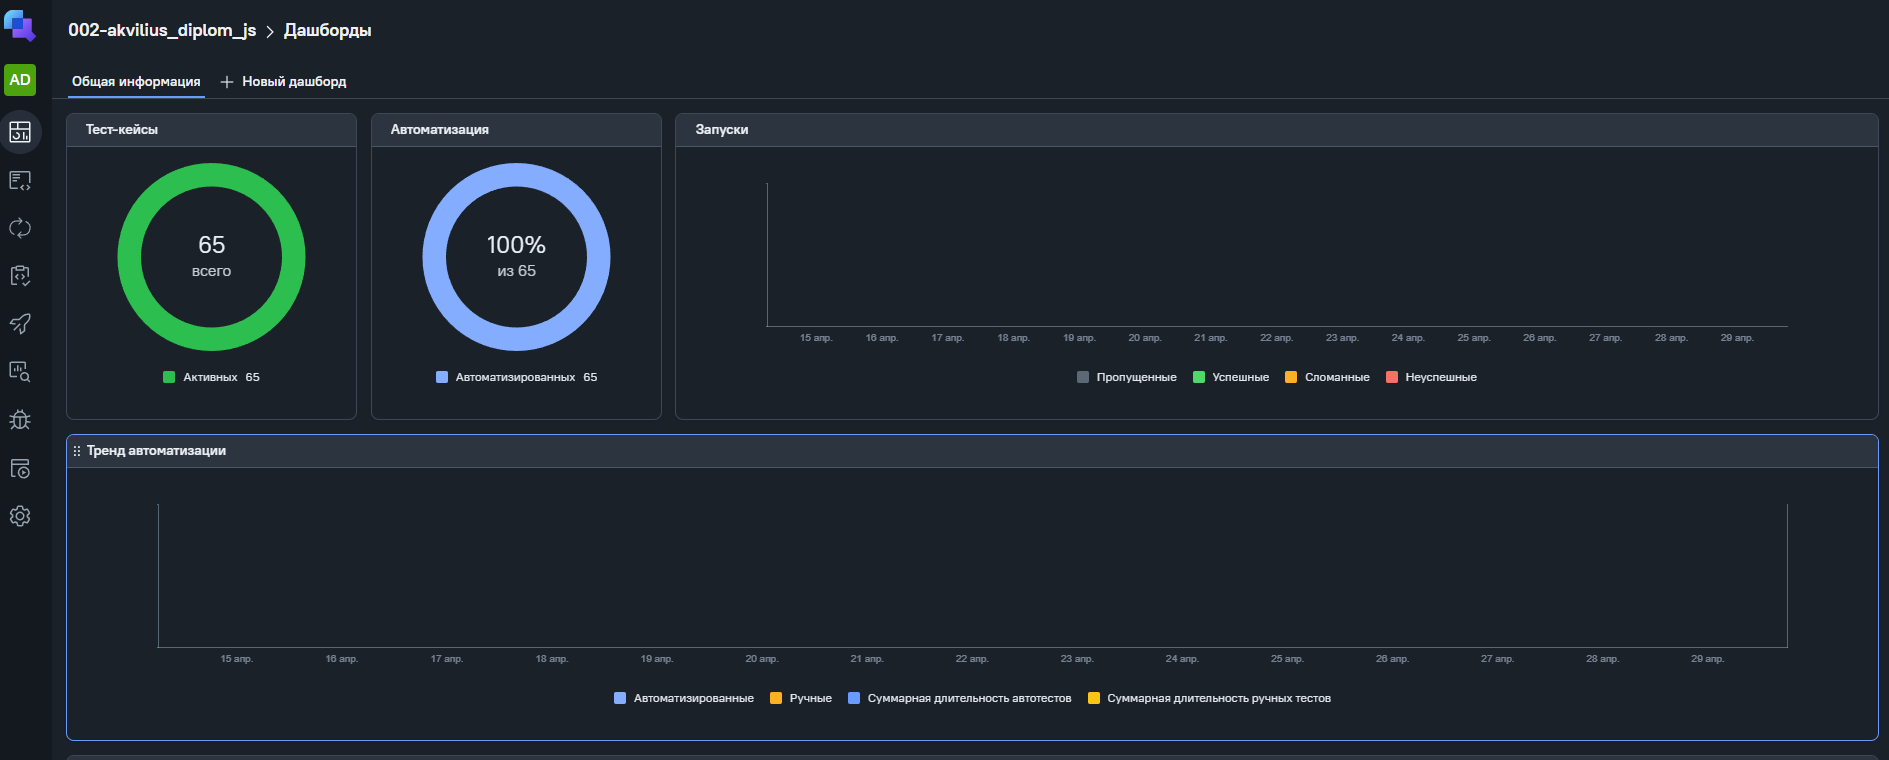 002-akvilius_diplom_js > Дашборды
AD
Общая информация + Новый дашборд
Тест-кейсы
65
всего
Активных 65
Автоматизация
100%
из 65
Автоматизированных 65
Запуски
15 апр. 16 апр. 17 апр. 18 апр. 19 апр. 20 апр. 21 апр. 22 апр. 23 апр. 24 апр. 25 апр. 26 апр. 27 апр. 28 апр. 29 апр.
Пропущенные Успешные Сломанные Неуспешные
Тренд автоматизации
15 апр. 16 апр. 17 апр. 18 апр. 19 апр. 20 апр. 21 апр. 22 апр. 23 апр. 24 апр. 25 апр. 26 апр. 27 апр. 28 апр. 29 апр.
Автоматизированные Ручные Суммарная длительность автотестов Суммарная длительность ручных тестов